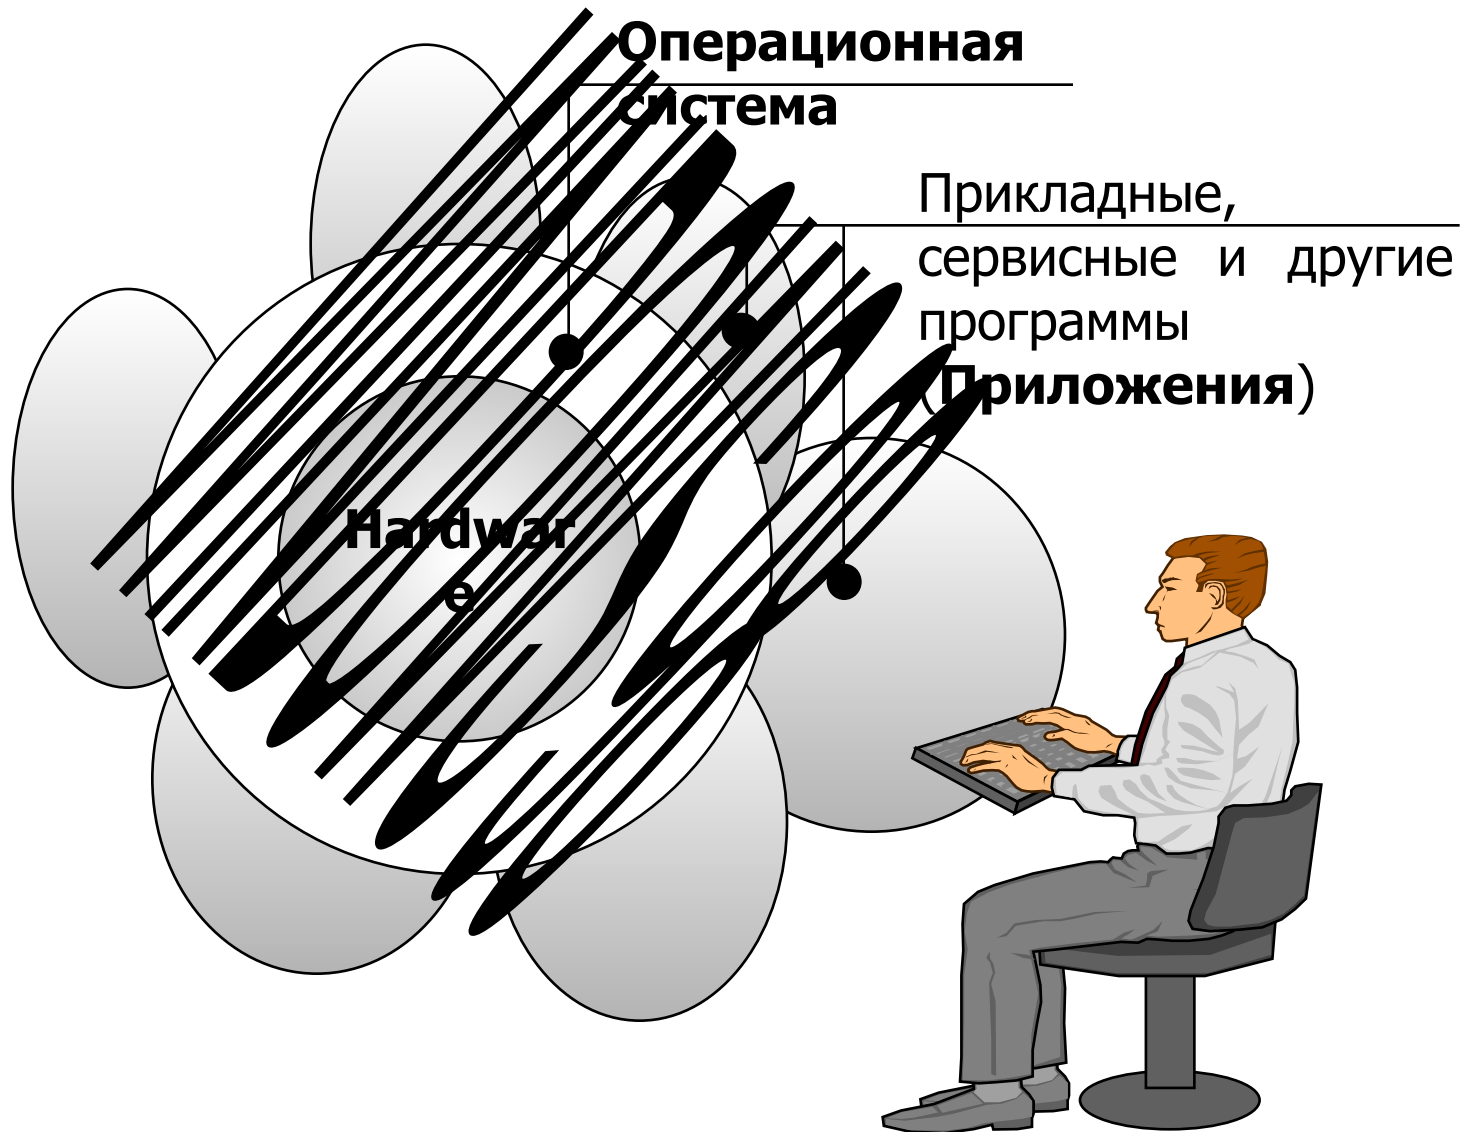 Операционная
система
Прикладные,
сервисные и другие
программы
(Приложения)
Hardwar
e